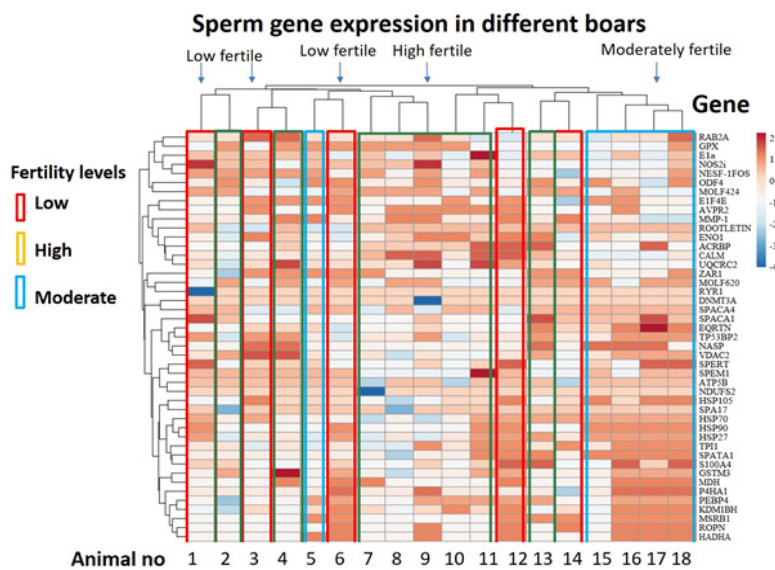 Sperm gene expression in different boars
Low fertile
Low fertile
High fertile
Moderately fertile
Gene
Fertility levels
Low
High
Moderate
RAB2A
GPX
E1a
NOS2i
NESF-1FOS
ODF4
MOLF424
E1F4E
AVPR2
MMP-1
ROOTLETIN
ENO1
ACRBP
CALM
UQCRC2
ZAR1
MOLF620
RYR1
DNMT3A
SPACA4
SPACA1
EQRTN
TP53BP2
NASP
VDAC2
SPERT
SPEM1
ATP5B
NDUFS2
HSP105
SPA17
HSP70
HSP90
HSP27
TPI1
SPATA1
S100A4
GSTM3
MDH
P4HA1
PEBP4
KDM1BH
MSRB1
ROPN
HADHA
2
1
0
-1
-2
-3
-4
Animal no 1 2 3 4 5 6 7 8 9 10 11 12 13 14 15 16 17 18